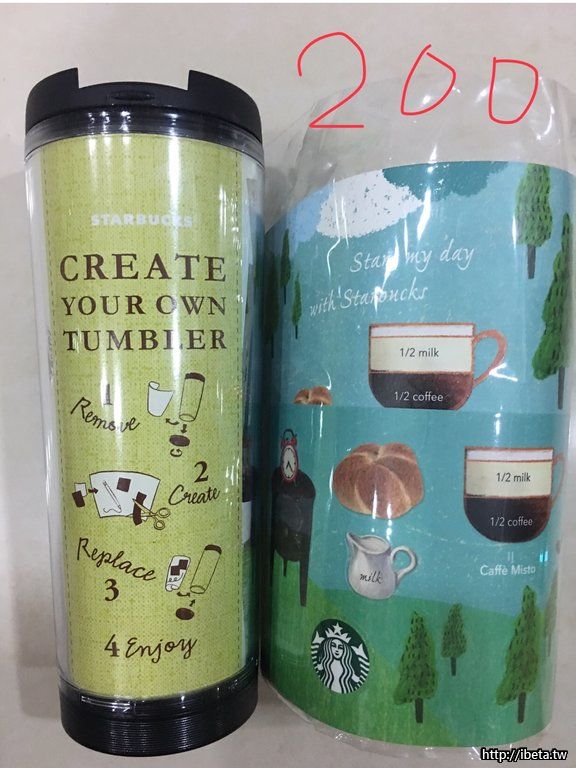 200
STARBUCKS
CREATE
YOUR OWN
TUMBLER
1
Remove
2
Create
Replace
3
4 Enjoy
Start my day
with Starbucks
1/2 milk
1/2 coffee
1/2 milk
1/2 coffee
Caffè Misto
milk
http://ibeta.tw